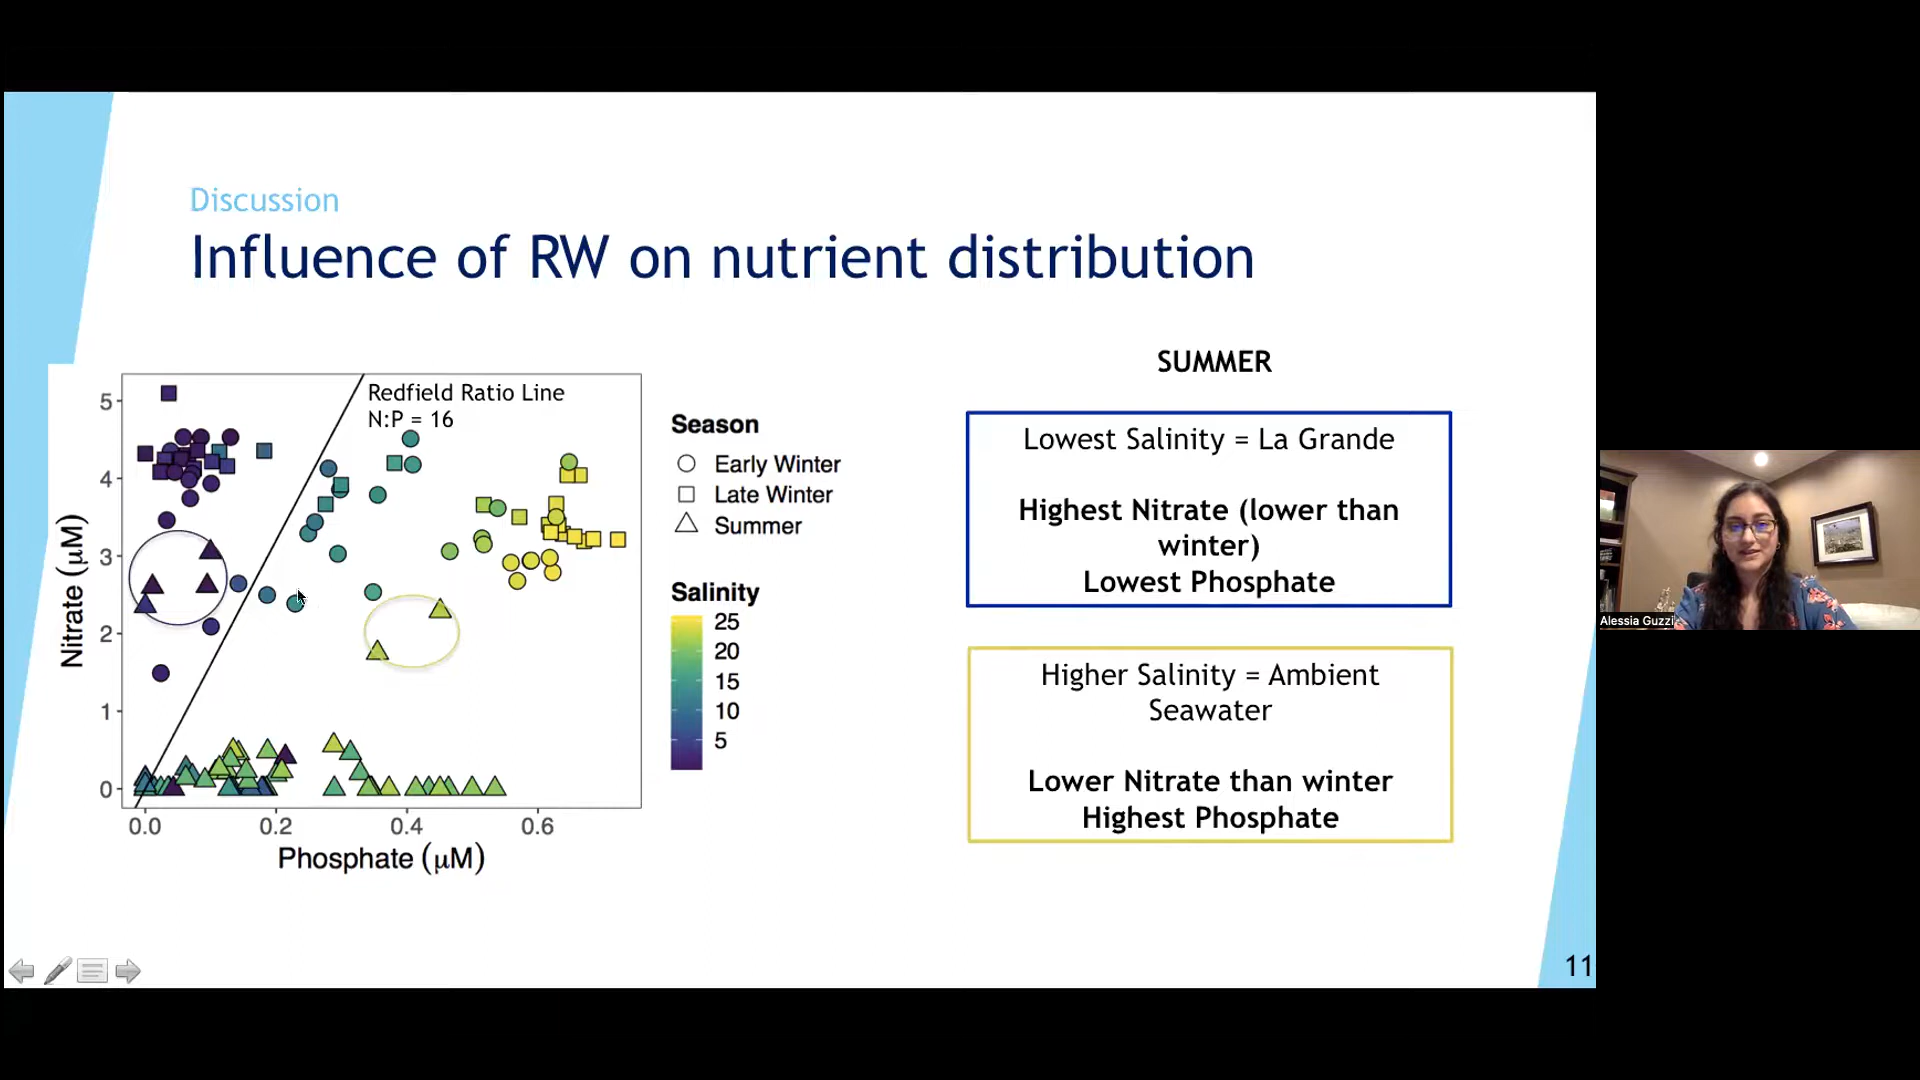 Discussion
Influence of RW on nutrient distribution
Redfield Ratio Line
N:P = 16
5
4
3
2
1
0
Nitrate (μM)
0.0 0.2 0.4 0.6
Phosphate (μM)
Season
Early Winter
Late Winter
Summer
Salinity
25
20
15
10
5
SUMMER
Lowest Salinity = La Grande
Highest Nitrate (lower than
winter)
Lowest Phosphate
Higher Salinity = Ambient
Seawater
Lower Nitrate than winter
Highest Phosphate
11
Alessia Guzzi